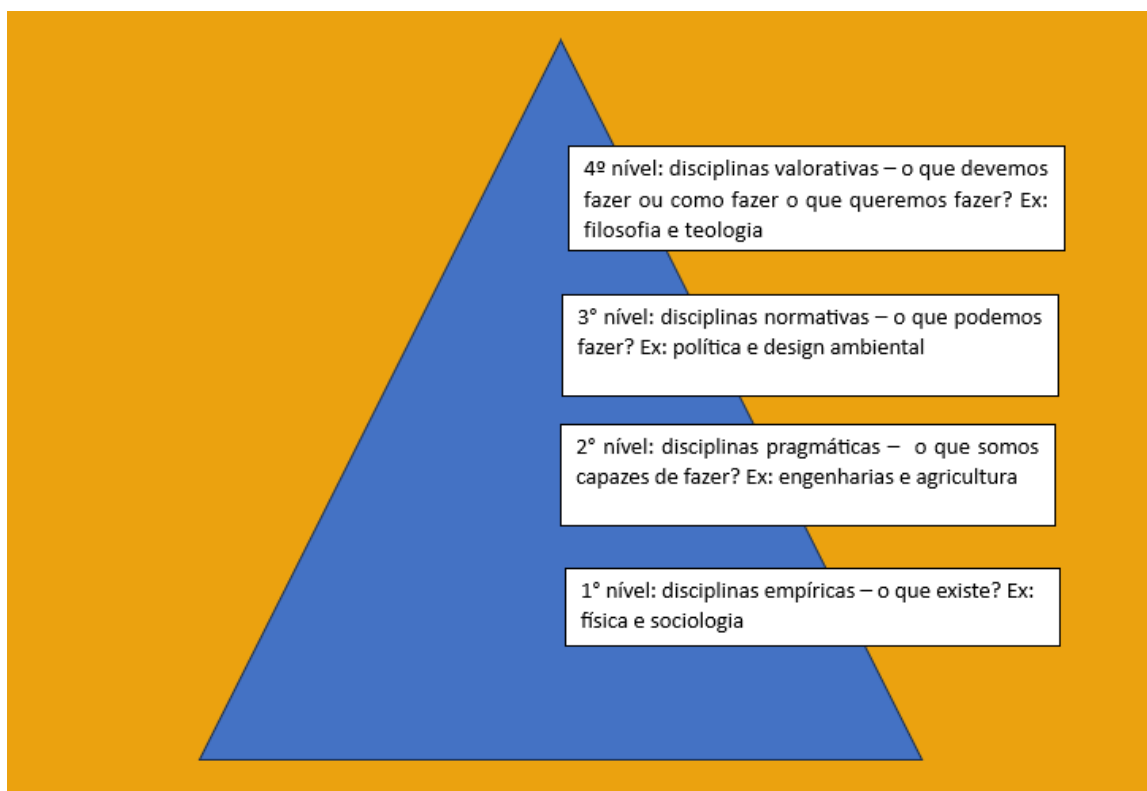 4º nível: disciplinas valorativas – o que devemos
fazer ou como fazer o que queremos fazer? Ex:
filosofia e teologia
3° nível: disciplinas normativas – o que podemos
fazer? Ex: política e design ambiental
2° nível: disciplinas pragmáticas – o que somos
capazes de fazer? Ex: engenharias e agricultura
1° nível: disciplinas empíricas – o que existe? Ex:
física e sociologia